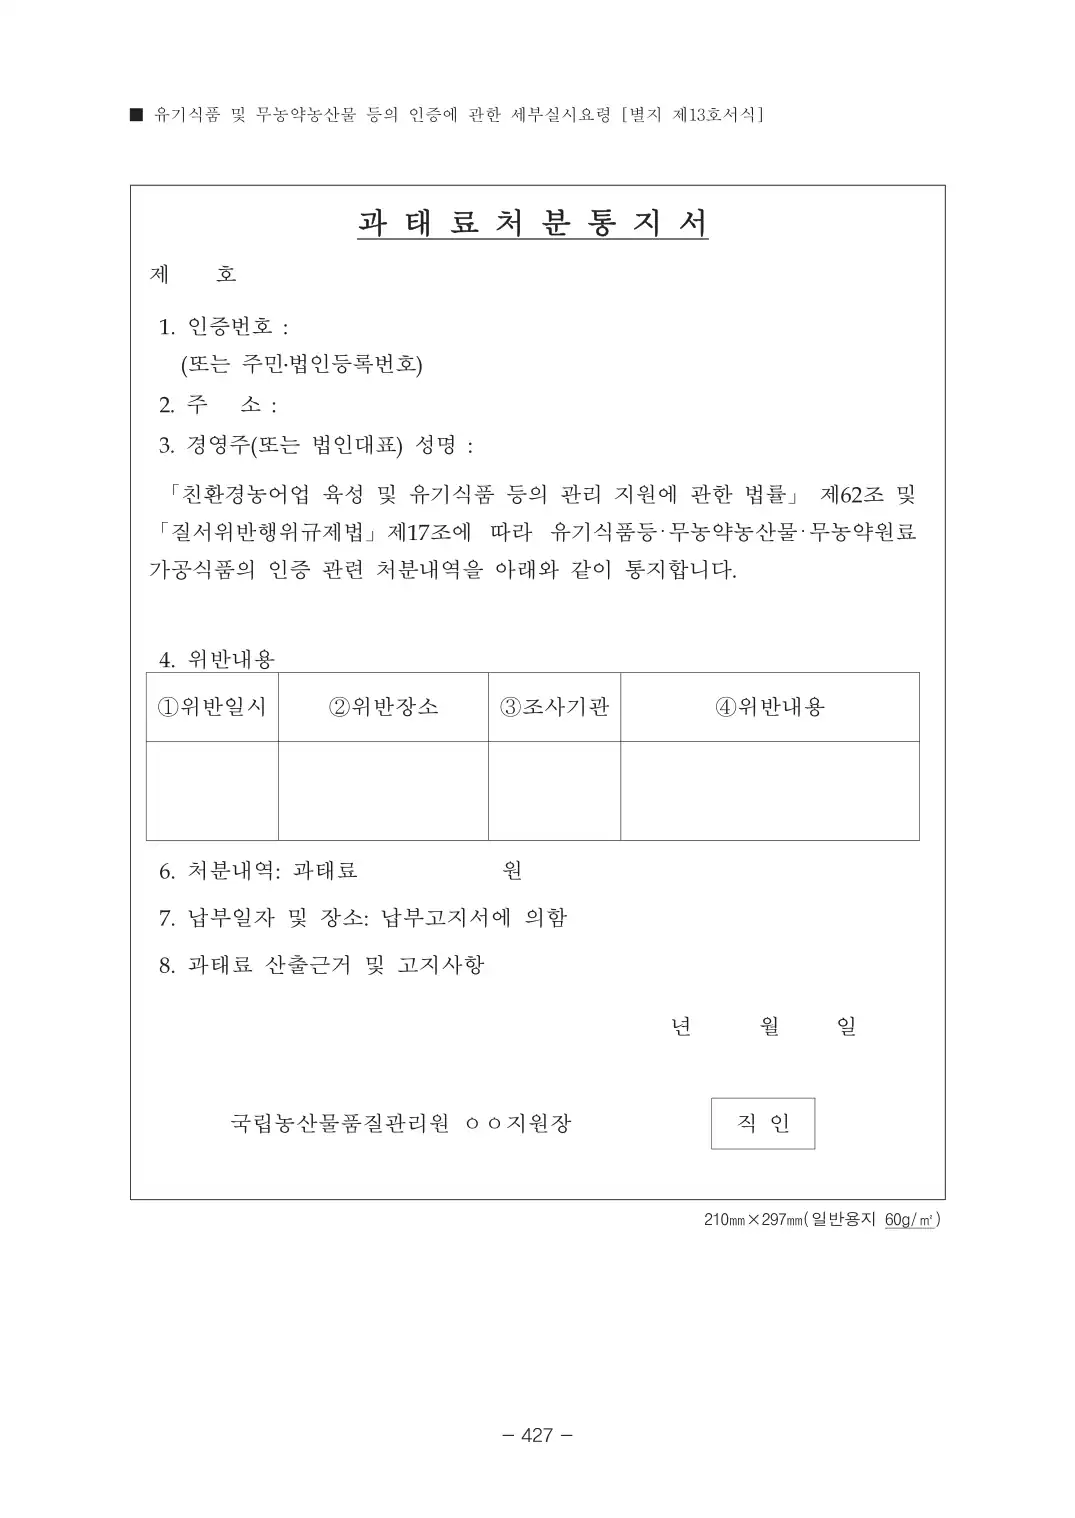 ■ 유기식품 및 무농약농산물 등의 인증에 관한 세부실시요령 [별지 제13호서식]
과 태 료 처 분 통 지 서
제 호
1. 인증번호 :
(또는 주민·법인등록번호)
2. 주 소 :
3. 경영주(또는 법인대표) 성명 :
「친환경농어업 육성 및 유기식품 등의 관리 지원에 관한 법률」 제62조 및
「질서위반행위규제법」제17조에 따라 유기식품등·무농약농산물·무농약원료
가공식품의 인증 관련 처분내역을 아래와 같이 통지합니다.
4. 위반내용
①위반일시 ②위반장소 ③조사기관 ④위반내용
6. 처분내역: 과태료 원
7. 납부일자 및 장소: 납부고지서에 의함
8. 과태료 산출근거 및 고지사항
년 월 일
국립농산물품질관리원 ㅇㅇ지원장 직 인
210㎜×297㎜(일반용지 60g/㎡)
- 427 -